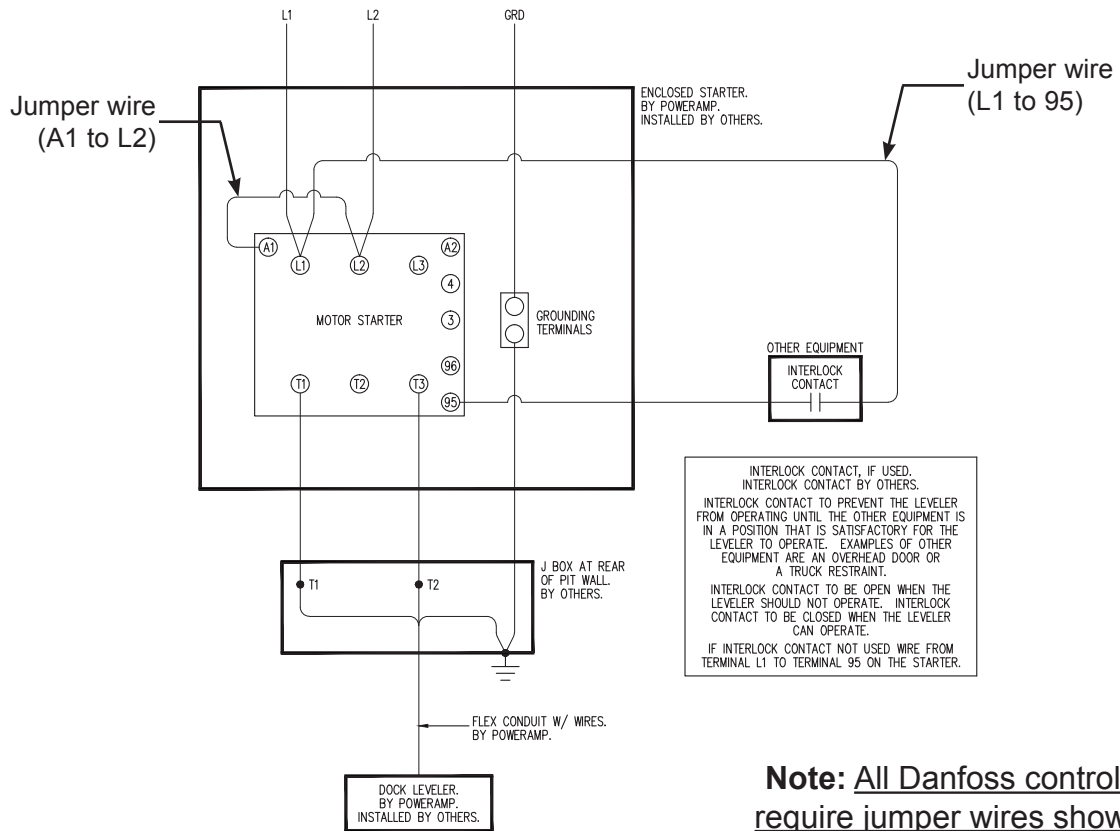 L1
L2
GRD
Jumper wire
(A1 to L2)
ENCLOSED STARTER.
BY POWERAMP.
INSTALLED BY OTHERS.
Jumper wire
(L1 to 95)
A1
L1
L2
L3
A2
4
3
96
95
MOTOR STARTER
T1
T2
T3
GROUNDING
TERMINALS
OTHER EQUIPMENT
INTERLOCK
CONTACT
INTERLOCK CONTACT, IF USED.
INTERLOCK CONTACT BY OTHERS.
INTERLOCK CONTACT TO PREVENT THE LEVELER
FROM OPERATING UNTIL THE OTHER EQUIPMENT IS
IN A POSITION THAT IS SATISFACTORY FOR THE
LEVELER TO OPERATE. EXAMPLES OF OTHER
EQUIPMENT ARE AN OVERHEAD DOOR OR
A TRUCK RESTRAINT.
INTERLOCK CONTACT TO BE OPEN WHEN THE
LEVELER SHOULD NOT OPERATE. INTERLOCK
CONTACT TO BE CLOSED WHEN THE LEVELER
CAN OPERATE.
IF INTERLOCK CONTACT NOT USED WIRE FROM
TERMINAL L1 TO TERMINAL 95 ON THE STARTER.
T1
T2
J BOX AT REAR
OF PIT WALL.
BY OTHERS.
FLEX CONDUIT W/ WIRES.
BY POWERAMP.
DOCK LEVELER.
BY POWERAMP.
INSTALLED BY OTHERS.
Note: All Danfoss control
require jumper wires show